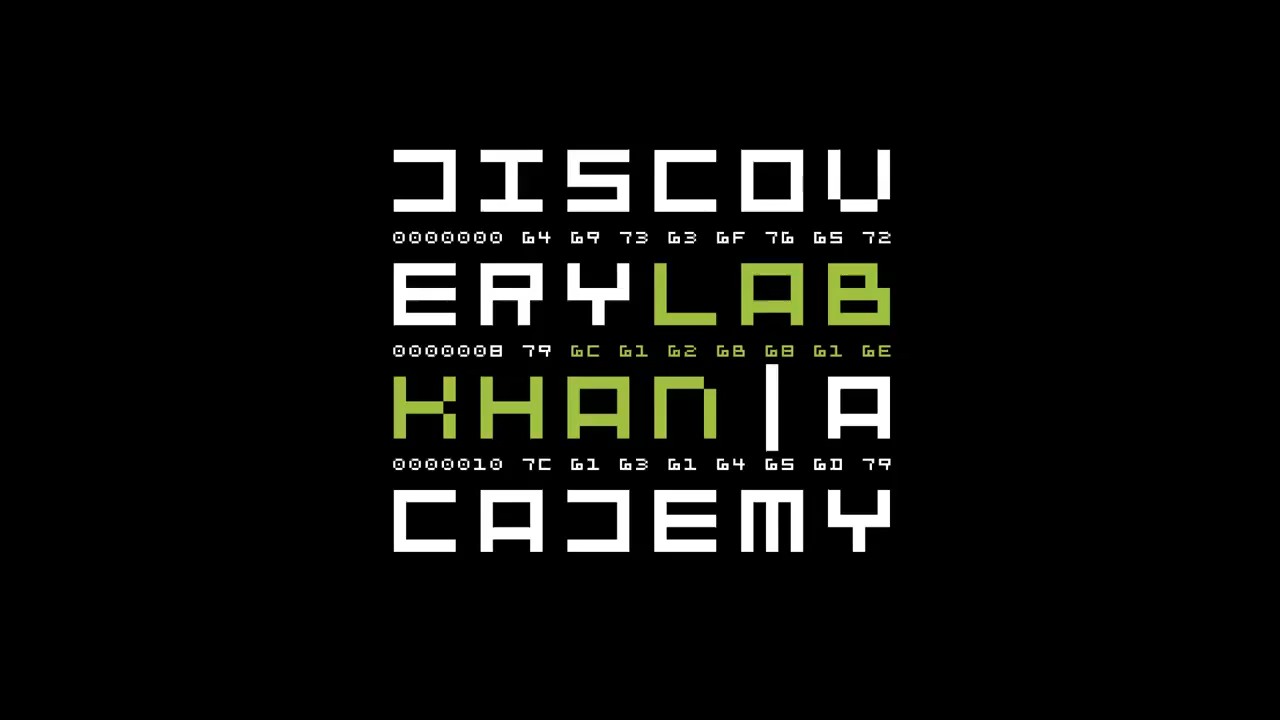 DISCOV
0000000 64 69 73 63 6F 76 65 72
ERYLAB
0000008 79 6C 61 62 6B 68 61 6E
KHAN|A
0000010 7C 61 63 61 64 65 6D 79
CADEMY